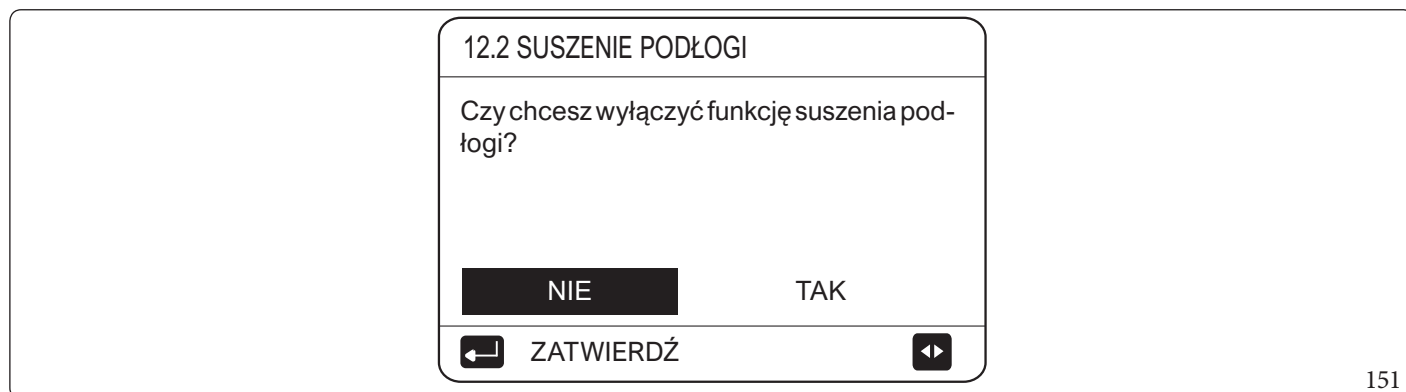 12.2 SUSZENIE PODŁOGI
Czy chcesz wyłączyć funkcję suszenia pod-
łogi?
NIE TAK
ZATWIERDŹ
151